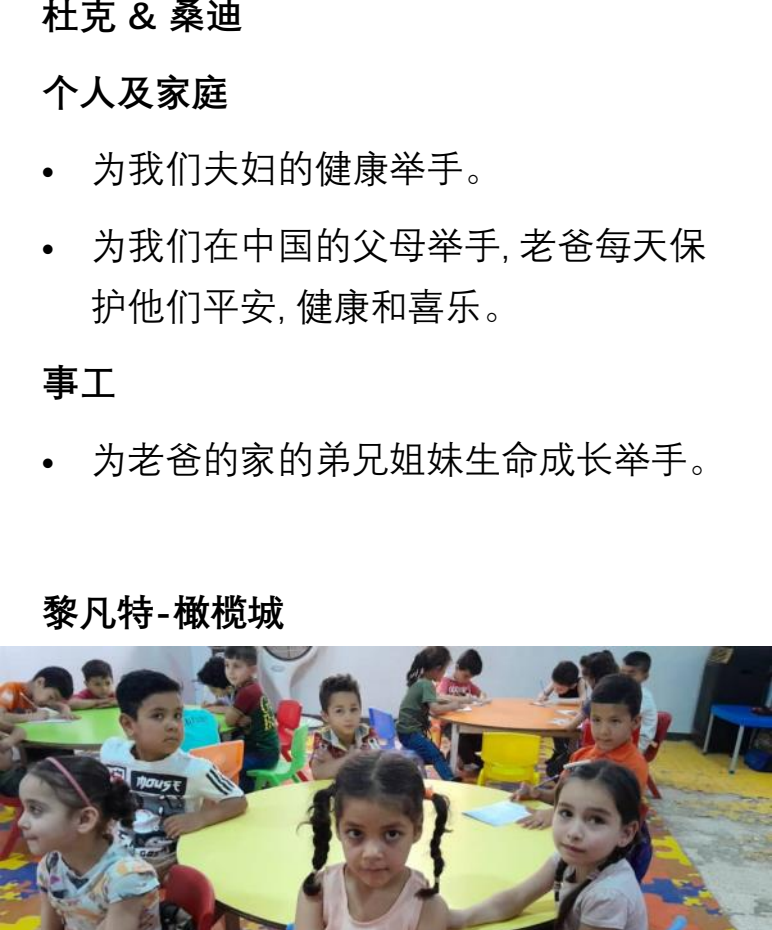 杜克 & 桑迪
个人及家庭
• 为我们夫妇的健康举手。
• 为我们在中国的父母举手, 老爸每天保
护他们平安, 健康和喜乐。
事工
• 为老爸的家的弟兄姐妹生命成长举手。
黎凡特-橄榄城
MOUSE